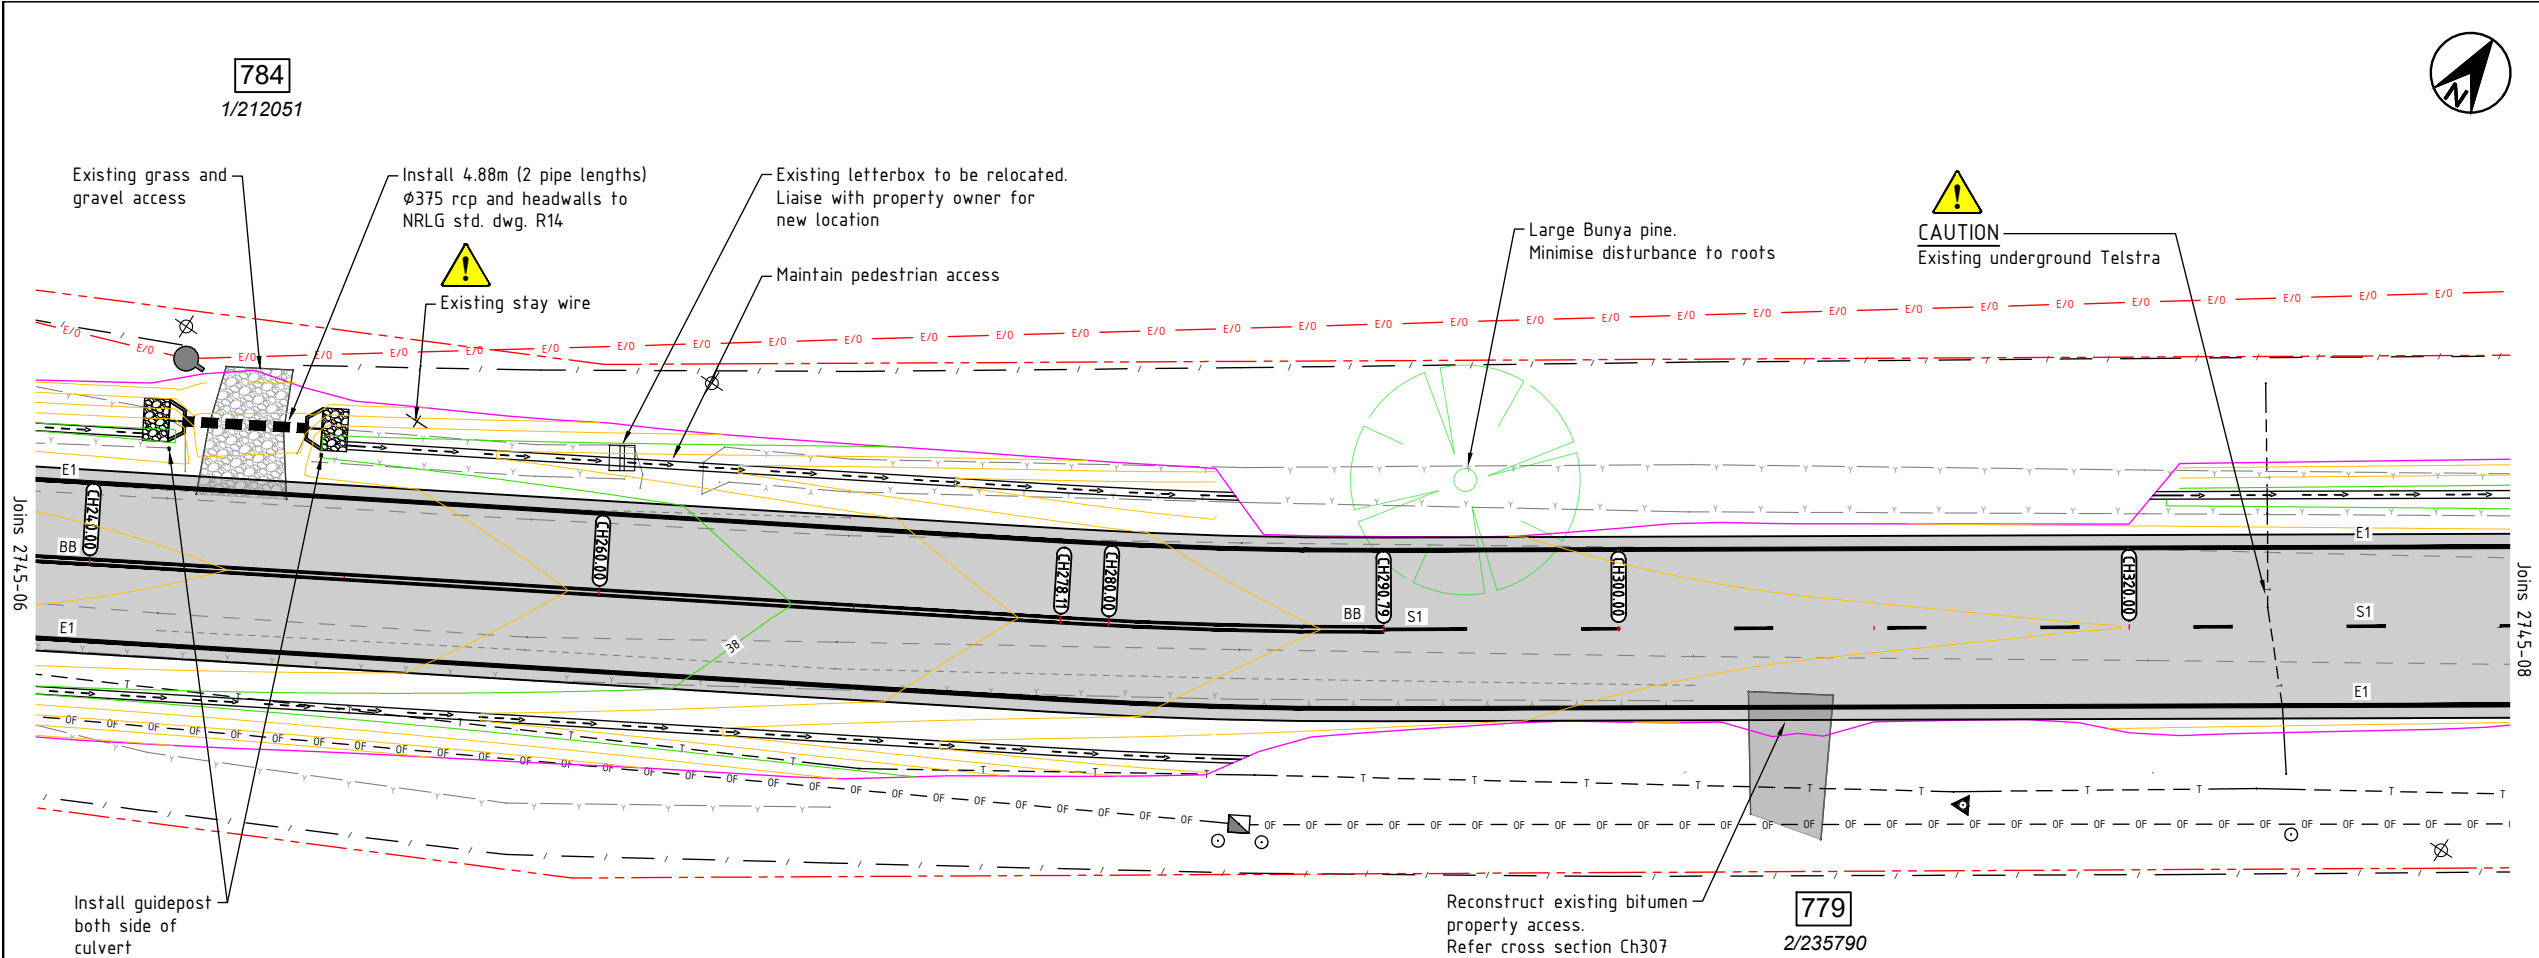 784
1/212051
N
Existing grass and
gravel access
Install 4.88m (2 pipe lengths)
Ø375 rcp and headwalls to
NRLG std. dwg. R14
!
Existing stay wire
Existing letterbox to be relocated.
Liaise with property owner for
new location
Maintain pedestrian access
Large Bunya pine.
Minimise disturbance to roots
!
CAUTION
Existing underground Telstra
E/O
E1
BB
E1
CH240.00
CH260.00
CH278.11
CH280.00
CH290.79
CH300.00
CH320.00
BB
S1
E1
S1
E1
38
T
OF
Y
Joins 2745-06
Joins 2745-08
Install guidepost
both side of
culvert
Reconstruct existing bitumen
property access.
Refer cross section Ch307
779
2/235790